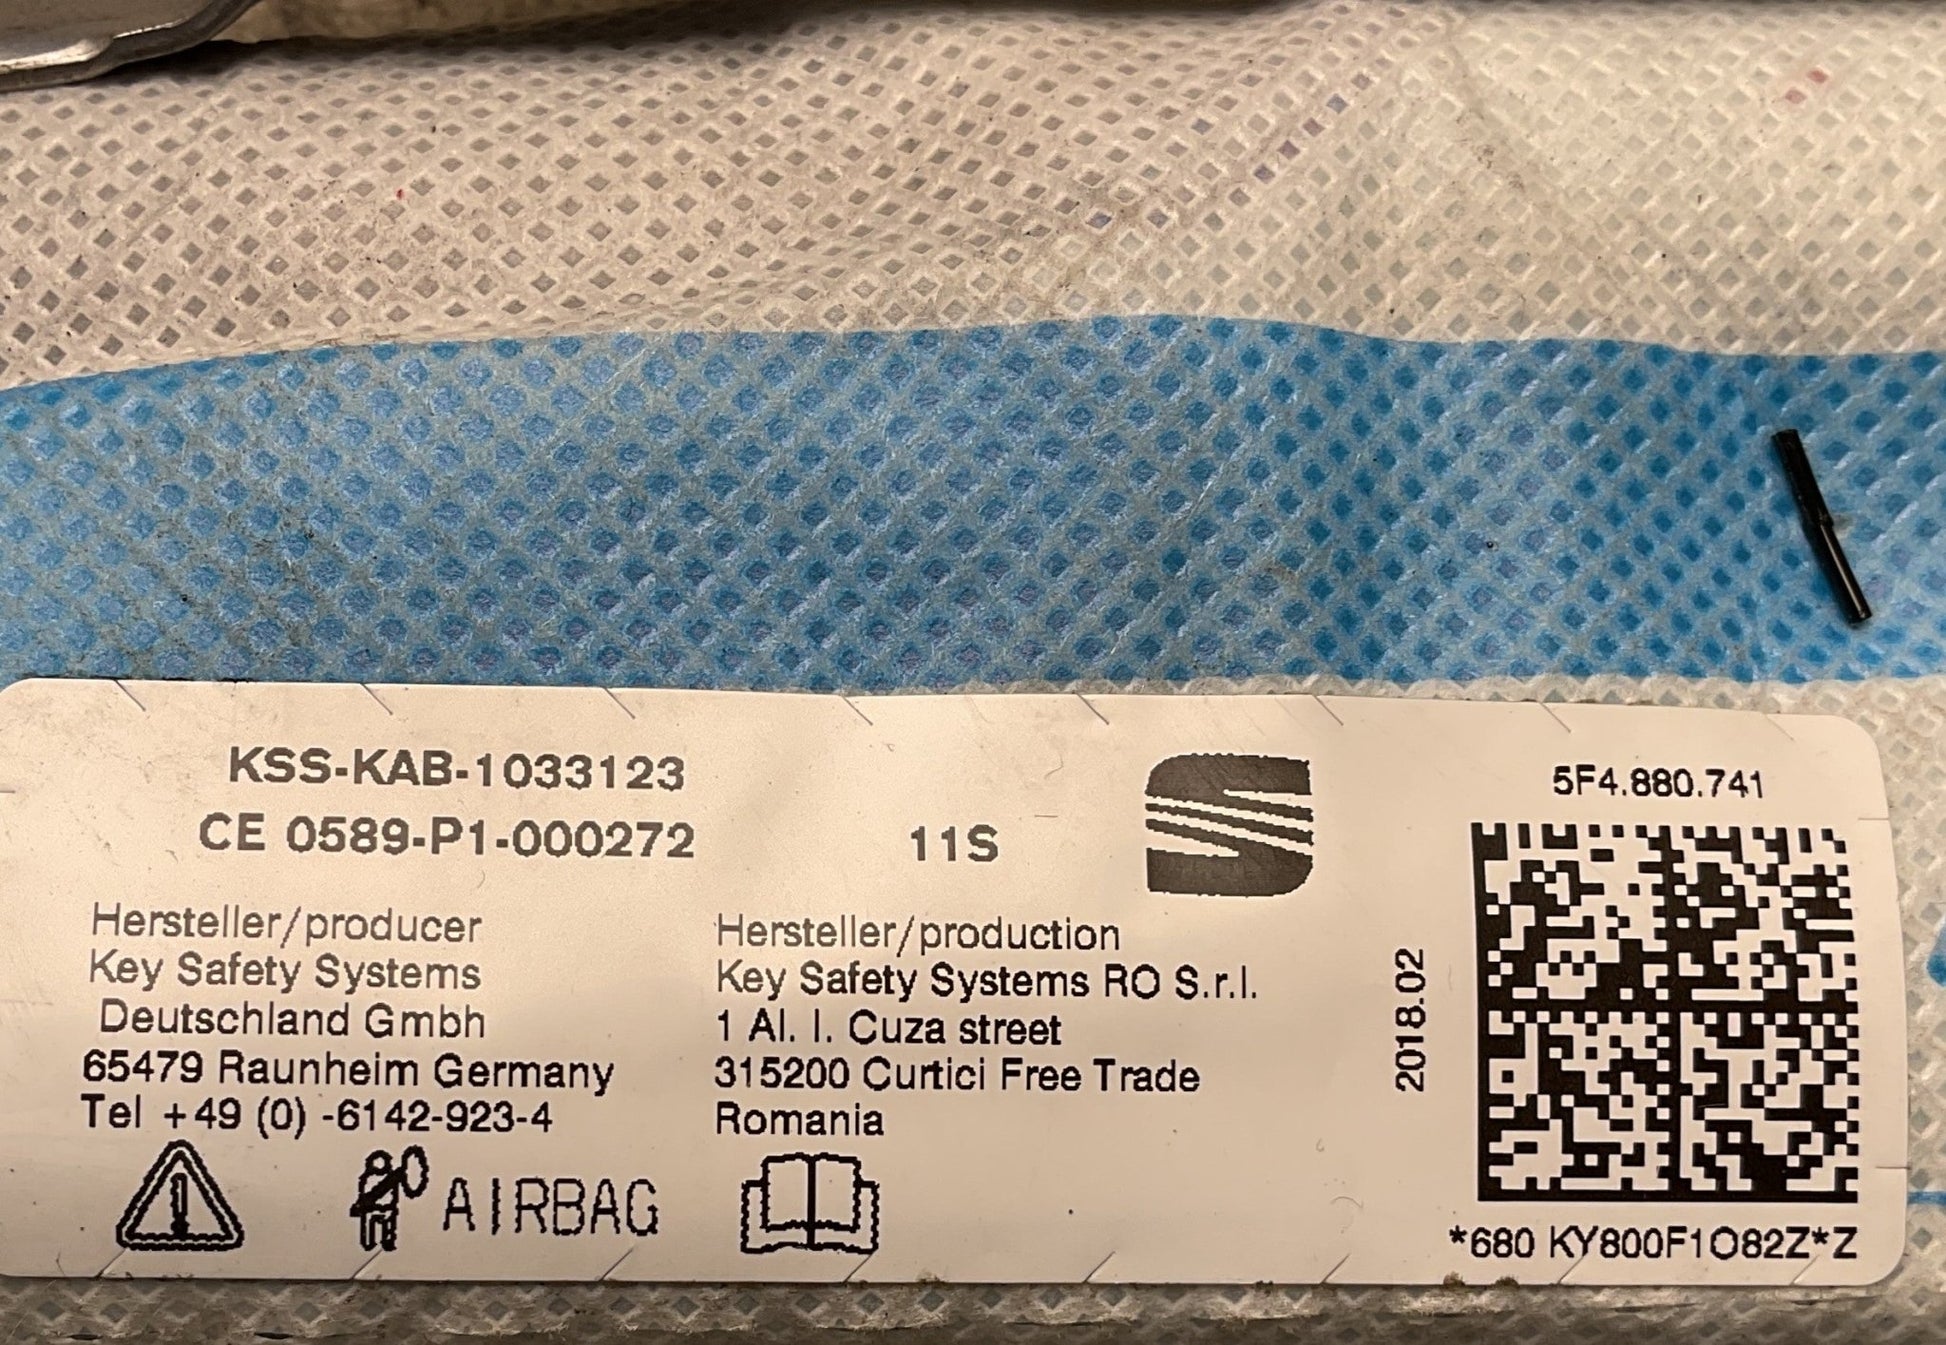 KSS-KAB-1033123
CE 0589-P1-000272
11S
Hersteller/producer
Key Safety Systems
Deutschland Gmbh
65479 Raunheim Germany
Tel +49 (0) -6142-923-4
AIRBAG
Hersteller/production
Key Safety Systems RO S.r.l.
1 Al. I. Cuza street
315200 Curtici Free Trade
Romania
2018.02
5F4.880.741
*680 KY800F1O82Z*Z